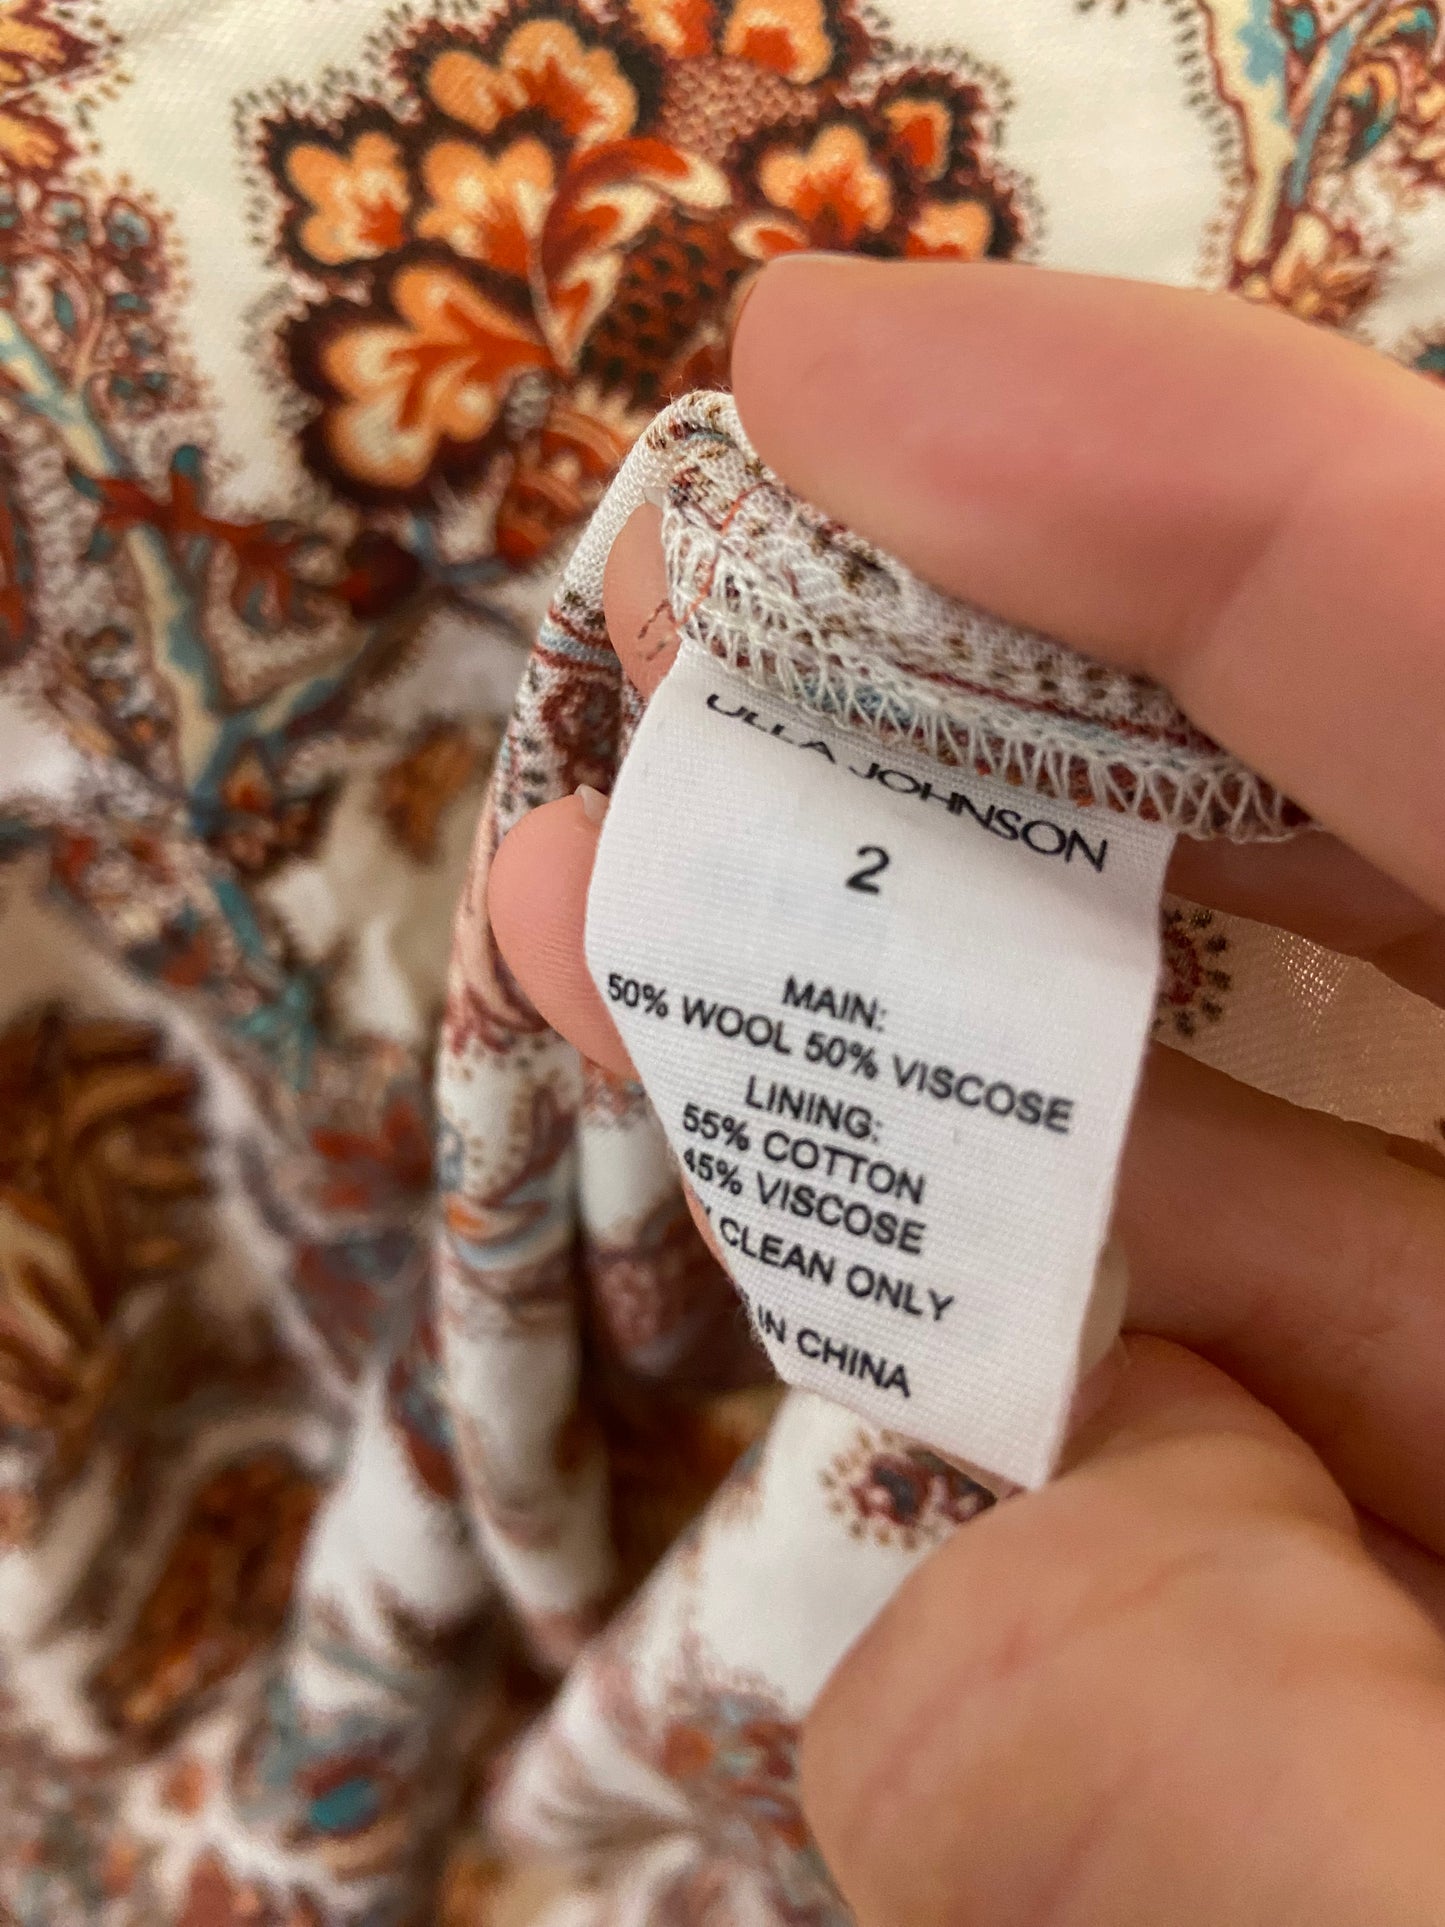 ULLA JOHNSON
2
MAIN:
50% WOOL 50% VISCOSE
LINING:
55% COTTON
45% VISCOSE
CLEAN ONLY
IN CHINA